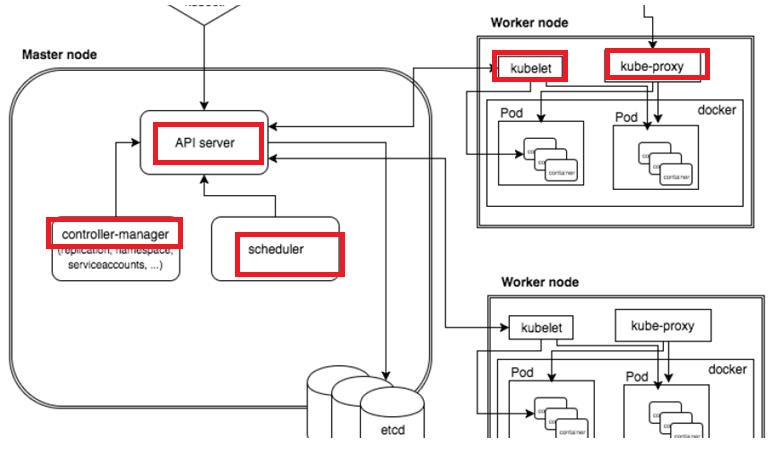 Master node
API server
controller-manager
(replication, namespace,
serviceaccounts, ...)
scheduler
etcd
Worker node
kubelet
kube-proxy
docker
Pod
Pod
container
container
Worker node
kubelet
kube-proxy
docker
Pod
Pod
container
container